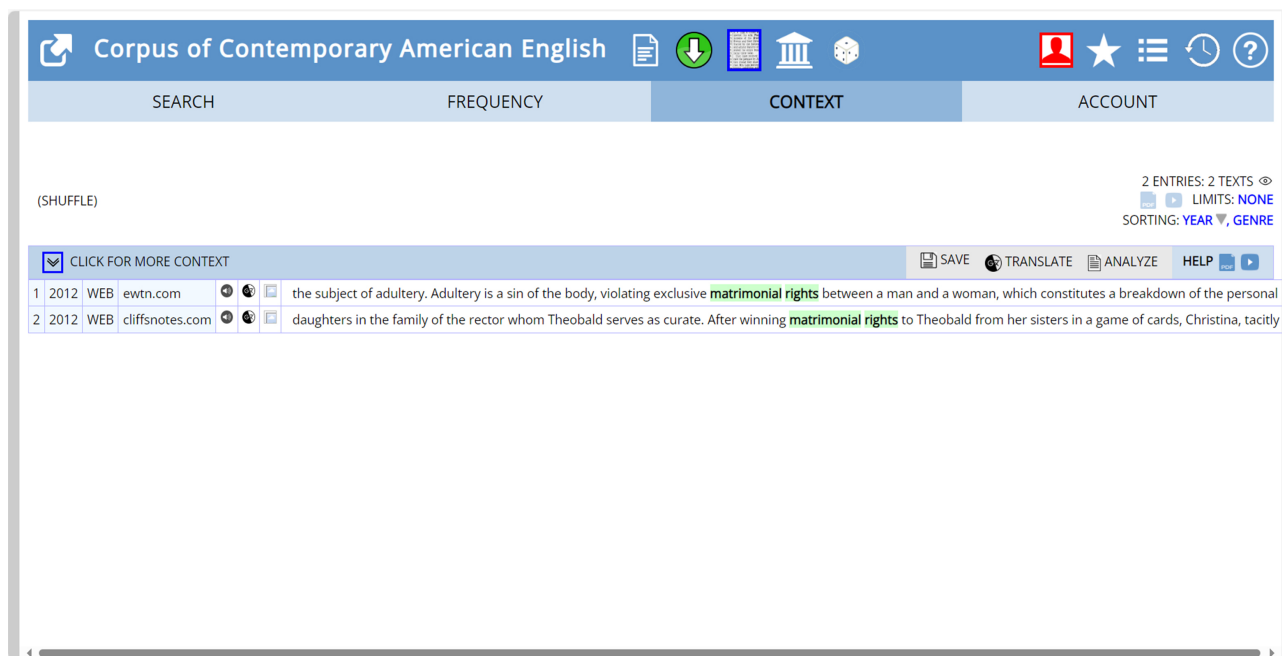 Corpus of Contemporary American English
SEARCH FREQUENCY CONTEXT ACCOUNT
2 ENTRIES: 2 TEXTS
(SHUFFLE)
LIMITS: NONE
SORTING: YEAR, GENRE
CLICK FOR MORE CONTEXT SAVE TRANSLATE ANALYZE HELP
1 2012 WEB ewtn.com the subject of adultery. Adultery is a sin of the body, violating exclusive matrimonial rights between a man and a woman, which constitutes a breakdown of the personal
2 2012 WEB cliffsnotes.com daughters in the family of the rector whom Theobald serves as curate. After winning matrimonial rights to Theobald from her sisters in a game of cards, Christina, tacitly